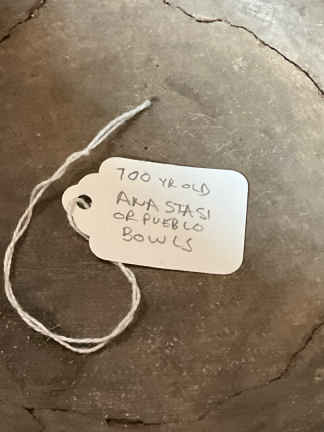 700 YR OLD
ANASTASI
OR PUEBLO
BOWLS